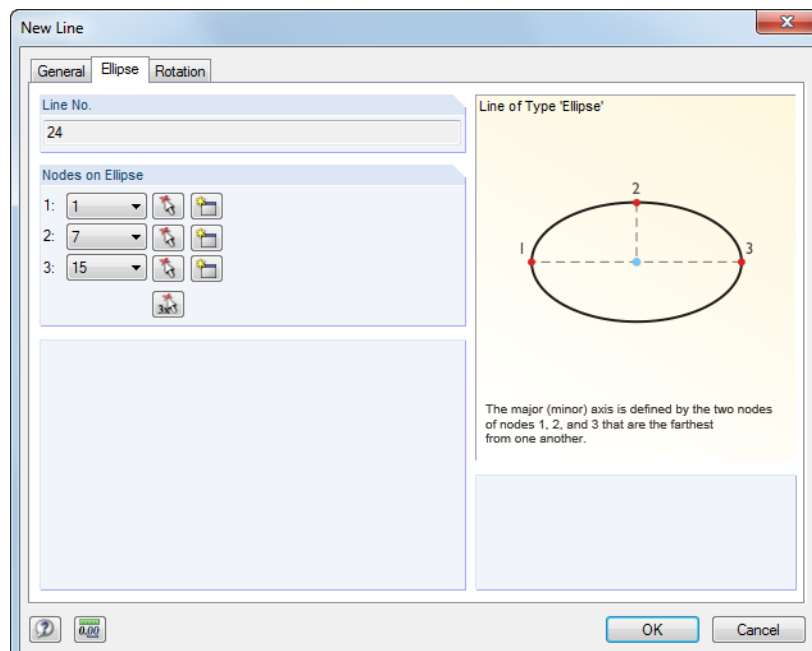 New Line
General Ellipse Rotation
Line No.
24
Nodes on Ellipse
1: 1
2: 7
3: 15
3x
Line of Type 'Ellipse'
2
1 3
The major (minor) axis is defined by the two nodes
of nodes 1, 2, and 3 that are the farthest
from one another.
0.00
OK Cancel